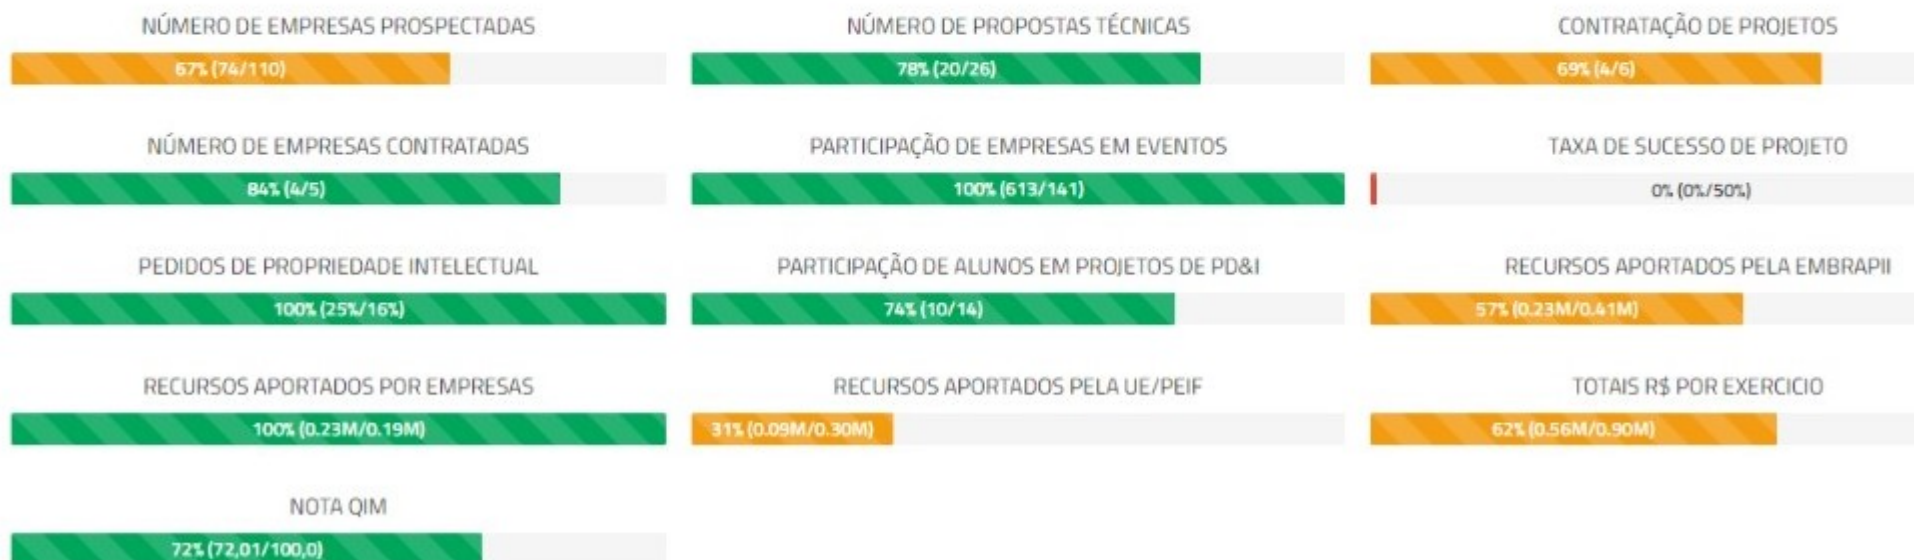 NÚMERO DE EMPRESAS PROSPECTADAS
67% (74/110)
NÚMERO DE PROPOSTAS TÉCNICAS
78% (20/26)
CONTRATAÇÃO DE PROJETOS
69% (4/6)
NÚMERO DE EMPRESAS CONTRATADAS
84% (4/5)
PARTICIPAÇÃO DE EMPRESAS EM EVENTOS
100% (613/141)
TAXA DE SUCESSO DE PROJETO
0% (0%/50%)
PEDIDOS DE PROPRIEDADE INTELECTUAL
100% (25%/16%)
PARTICIPAÇÃO DE ALUNOS EM PROJETOS DE PD&I
74% (10/14)
RECURSOS APORTADOS PELA EMBRAPII
57% (0.23M/0.41M)
RECURSOS APORTADOS POR EMPRESAS
100% (0.23M/0.19M)
RECURSOS APORTADOS PELA UE/PEIF
31% (0.09M/0.30M)
TOTAIS R$ POR EXERCICIO
62% (0.56M/0.90M)
NOTA QIM
72% (72,01/100,0)